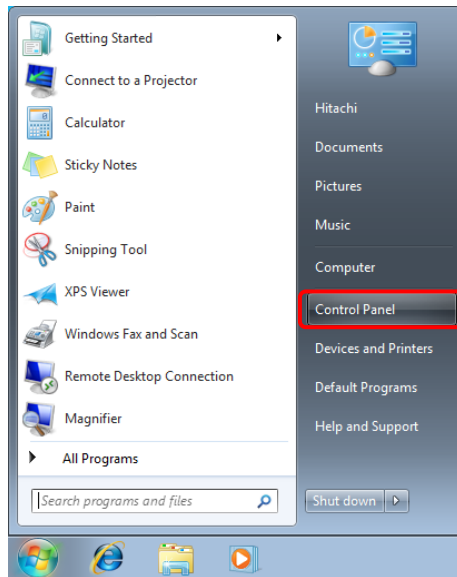 Getting Started
Connect to a Projector
Calculator
Sticky Notes
Paint
Snipping Tool
XPS Viewer
Windows Fax and Scan
Remote Desktop Connection
Magnifier
All Programs
Search programs and files
Hitachi
Documents
Pictures
Music
Computer
Control Panel
Devices and Printers
Default Programs
Help and Support
Shut down